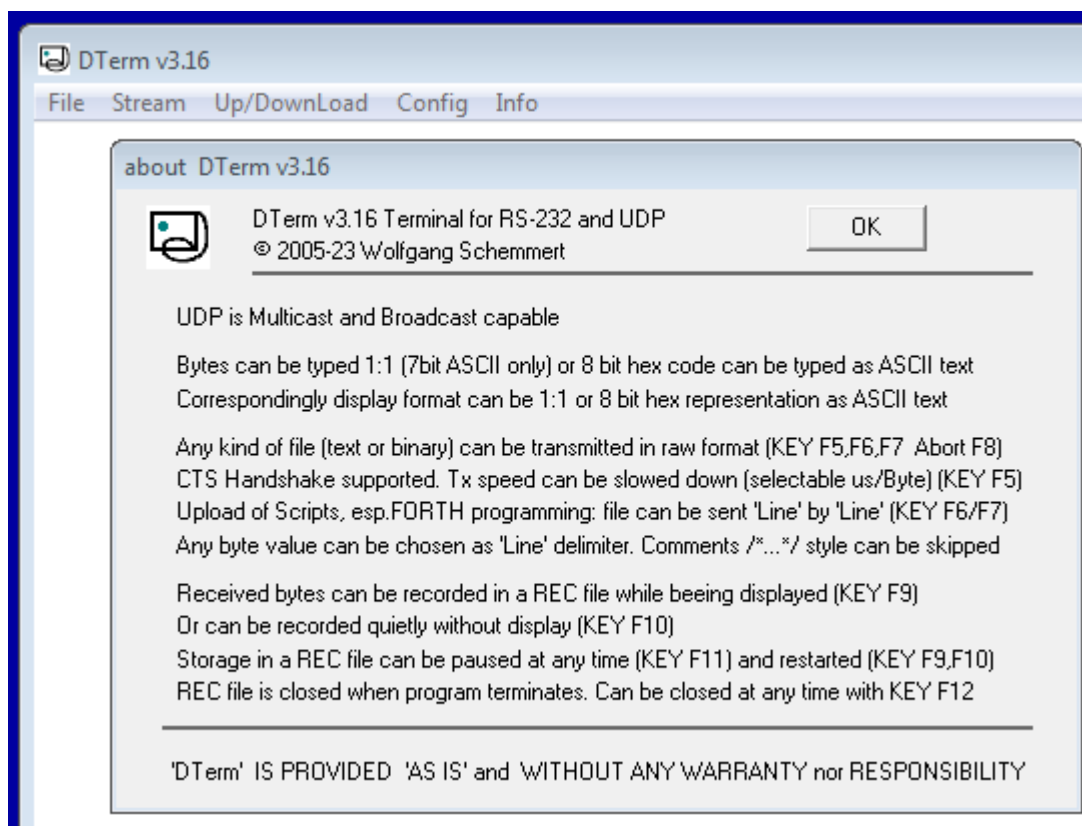 DTerm v3.16
File Stream Up/DownLoad Config Info
about DTerm v3.16
DTerm v3.16 Terminal for RS-232 and UDP
OK
© 2005-23 Wolfgang Schemmert
UDP is Multicast and Broadcast capable
Bytes can be typed 1:1 (7bit ASCII only) or 8 bit hex code can be typed as ASCII text
Correspondingly display format can be 1:1 or 8 bit hex representation as ASCII text
Any kind of file (text or binary) can be transmitted in raw format (KEY F5,F6,F7 Abort F8)
CTS Handshake supported. Tx speed can be slowed down (selectable us/Byte) (KEY F5)
Upload of Scripts, esp.FORTH programming: file can be sent 'Line' by 'Line' (KEY F6/F7)
Any byte value can be chosen as 'Line' delimiter. Comments /*...*/ style can be skipped
Received bytes can be recorded in a REC file while beeing displayed (KEY F9)
Or can be recorded quietly without display (KEY F10)
Storage in a REC file can be paused at any time (KEY F11) and restarted (KEY F9,F10)
REC file is closed when program terminates. Can be closed at any time with KEY F12
'DTerm' IS PROVIDED 'AS IS' and WITHOUT ANY WARRANTY nor RESPONSIBILITY